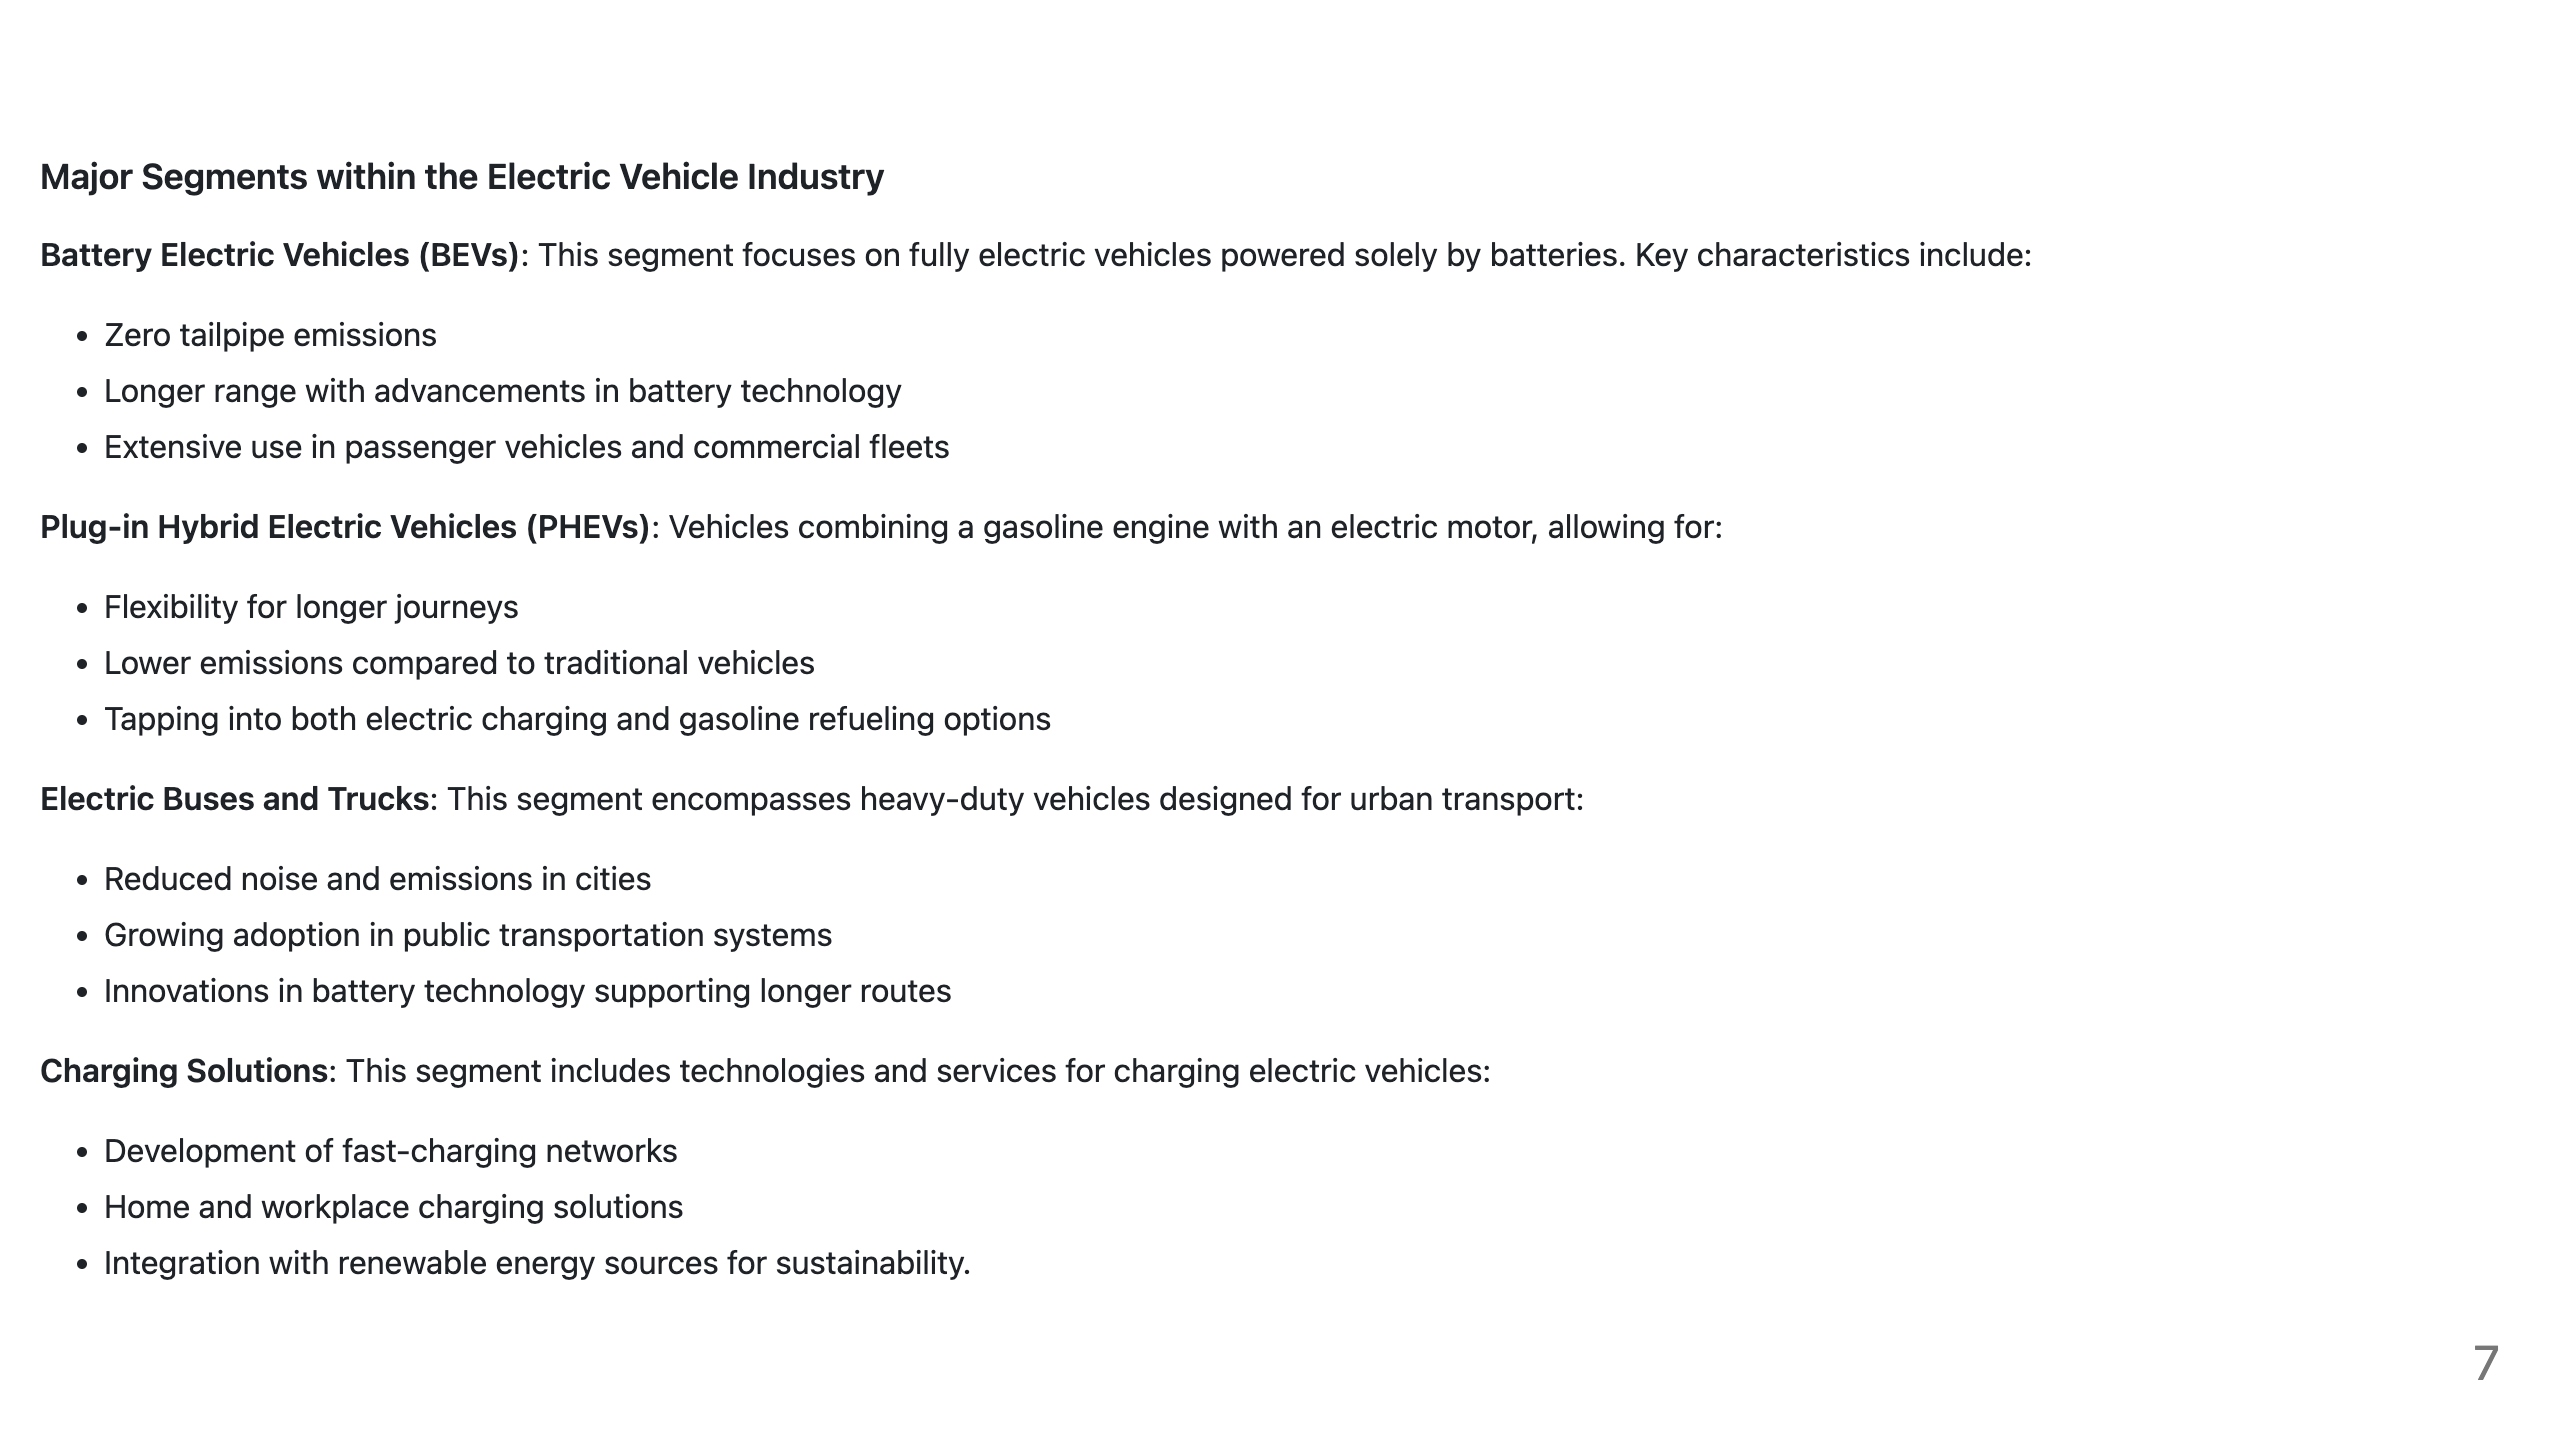 Major Segments within the Electric Vehicle Industry
Battery Electric Vehicles (BEVs): This segment focuses on fully electric vehicles powered solely by batteries. Key characteristics include:
• Zero tailpipe emissions
• Longer range with advancements in battery technology
• Extensive use in passenger vehicles and commercial fleets
Plug-in Hybrid Electric Vehicles (PHEVs): Vehicles combining a gasoline engine with an electric motor, allowing for:
• Flexibility for longer journeys
• Lower emissions compared to traditional vehicles
• Tapping into both electric charging and gasoline refueling options
Electric Buses and Trucks: This segment encompasses heavy-duty vehicles designed for urban transport:
• Reduced noise and emissions in cities
• Growing adoption in public transportation systems
• Innovations in battery technology supporting longer routes
Charging Solutions: This segment includes technologies and services for charging electric vehicles:
• Development of fast-charging networks
• Home and workplace charging solutions
• Integration with renewable energy sources for sustainability.
7